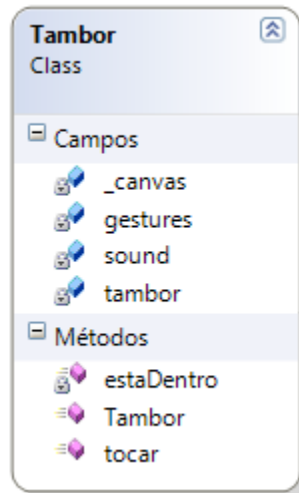 Tambor
Class
Campos
_canvas
gestures
sound
tambor
Métodos
estaDentro
Tambor
tocar